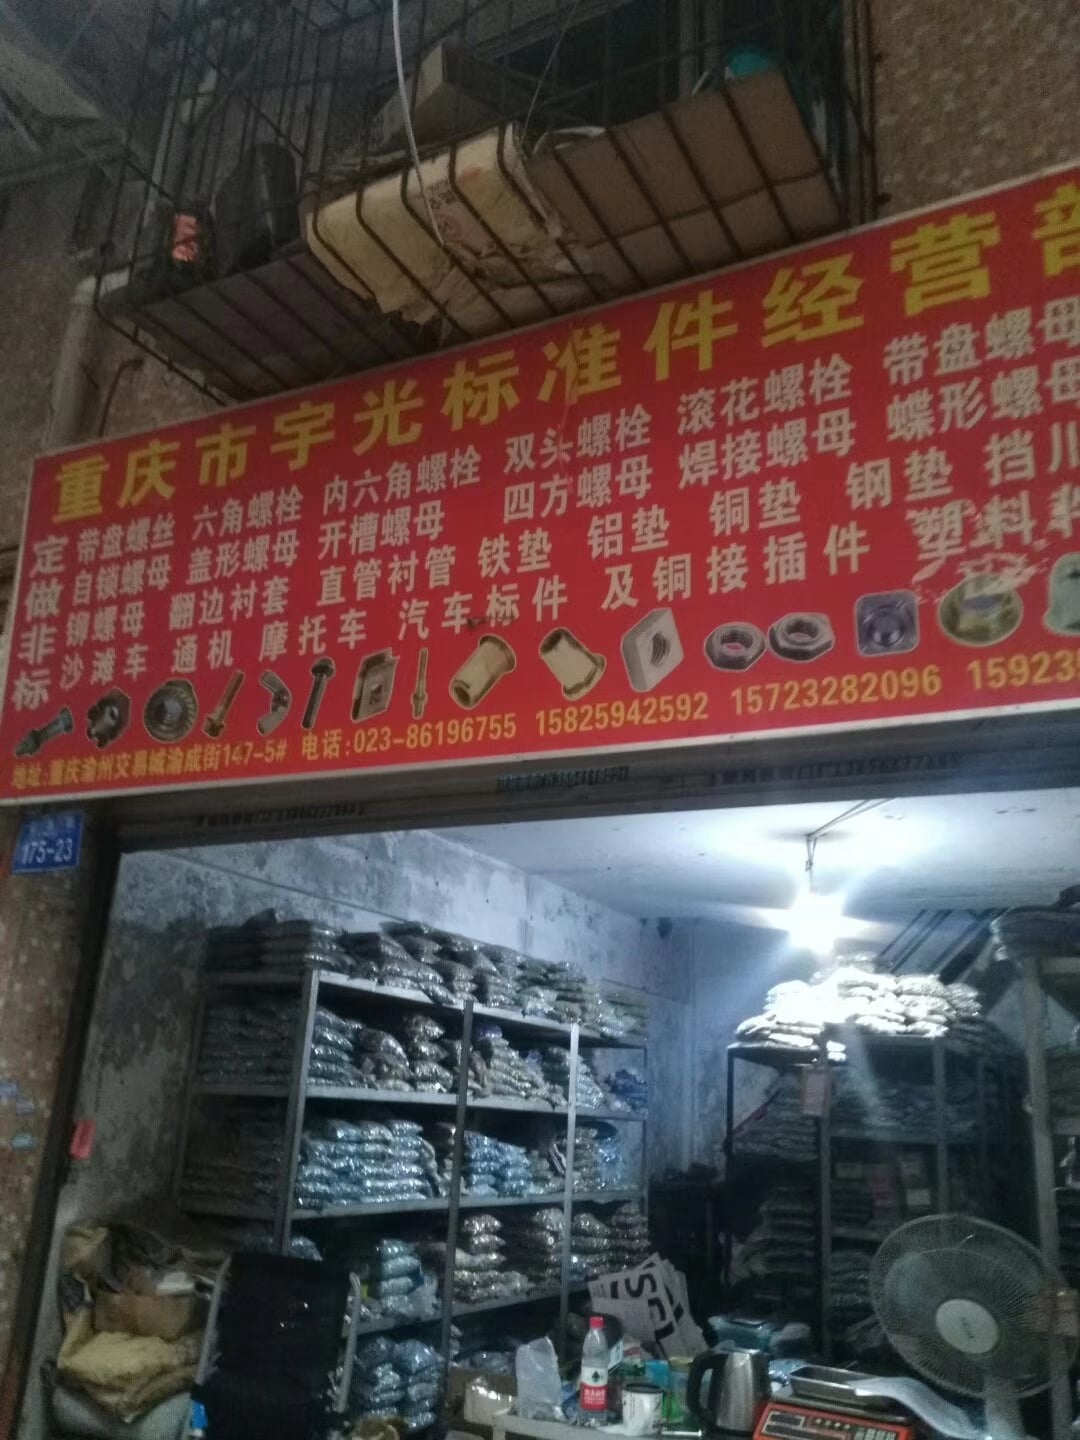 重庆市宇光标准件经营部
定做非标
带盘螺丝 六角螺栓 内六角螺栓 双头螺栓 滚花螺栓 带盘螺母
自锁螺母 盖形螺母 开槽螺母 四方螺母 焊接螺母 蝶形螺母
铆螺母 翻边衬套 直管衬管 铁垫 铝垫 铜垫 钢垫 挡
沙滩车 通机 摩托车 汽车标件 及铜接插件 塑料
地址:重庆渝州交易城渝成街147-5# 电话:023-86196755 15825942592 15723282096 15923
175-23